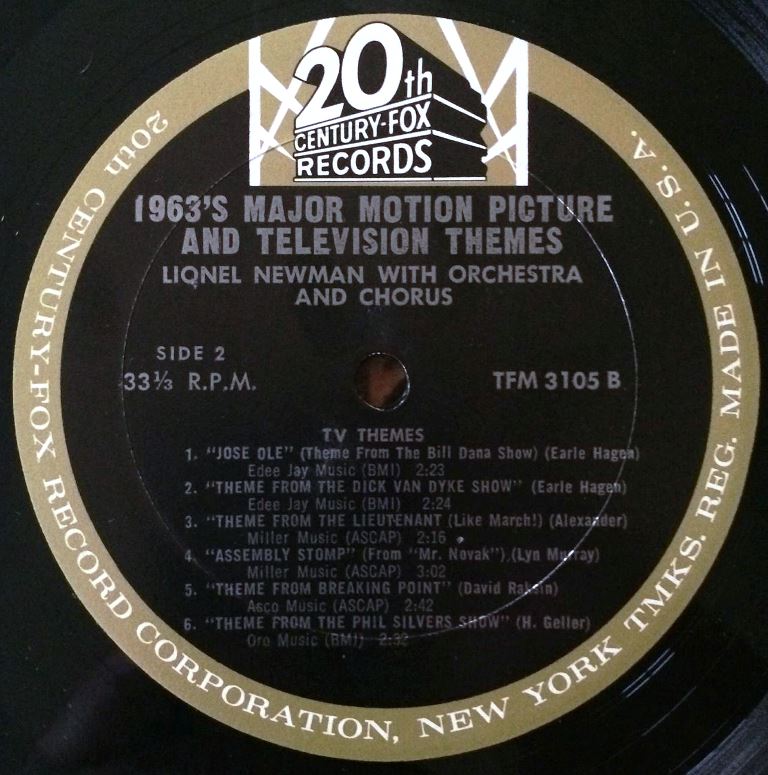 20th
CENTURY-FOX
RECORDS
1963'S MAJOR MOTION PICTURE
AND TELEVISION THEMES
LIONEL NEWMAN WITH ORCHESTRA
AND CHORUS
SIDE 2
33⅓ R.P.M.
TFM 3105 B
TV THEMES
1. "JOSE OLE" (Theme From The Bill Dana Show) (Earle Hagen)
Edee Jay Music (BMI) 2:23
2. "THEME FROM THE DICK VAN DYKE SHOW" (Earle Hagen)
Edee Jay Music (BMI) 2:24
3. "THEME FROM THE LIEUTENANT (Like March!) (Alexander)
Miller Music (ASCAP) 2:16
4. "ASSEMBLY STOMP" (From "Mr. Novak") (Lyn Murray)
Miller Music (ASCAP) 3:02
5. "THEME FROM BREAKING POINT" (David Raksin)
Asco Music (ASCAP) 2:42
6. "THEME FROM THE PHIL SILVERS SHOW" (H. Geller)
Oro Music (BMI)
20th CENTURY-FOX RECORD CORPORATION, NEW YORK TMKS. REG. MADE IN U.S.A.